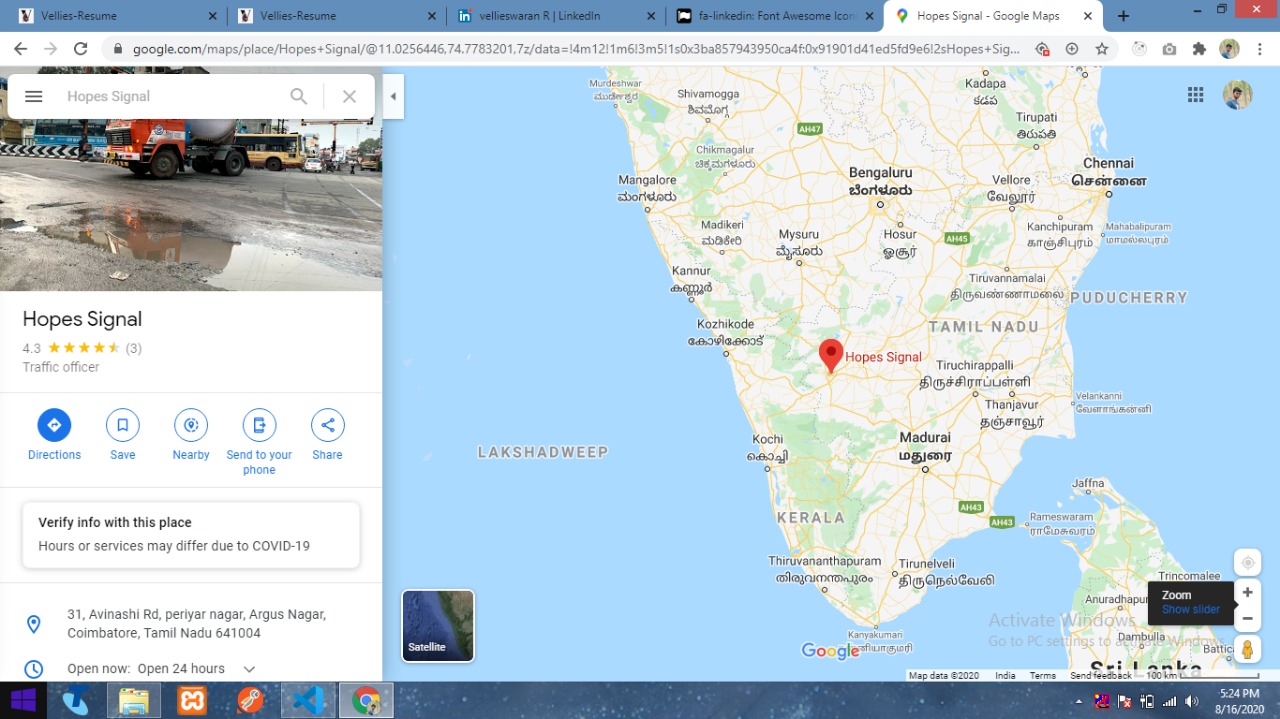 Vellies-Resume
Vellies-Resume
vellieswaran R | LinkedIn
fa-linkedin: Font Awesome Icon
Hopes Signal - Google Maps
google.com/maps/place/Hopes+Signal/@11.0256446,74.7783201,7z/data=!4m12!1m6!3m5!1s0x3ba857943950ca4f:0x91901d41ed5fd9e6!2sHopes+Sig...
Hopes Signal
Hopes Signal
4.3
(3)
Traffic officer
Directions
Save
Nearby
Send to your
phone
Share
Verify info with this place
Hours or services may differ due to COVID-19
31, Avinashi Rd, periyar nagar, Argus Nagar,
Coimbatore, Tamil Nadu 641004
Open now: Open 24 hours
Murdeshwar
ಮುರ್ಡೇಶ್ವರ
Shivamogga
ಶಿವಮೊಗ್ಗ
Kadapa
కడప
AH47
Tirupati
తిరుపతి
Chikmagalur
ಚಿಕ್ಕಮಗಳೂರು
Chennai
சென்னை
Bengaluru
ಬೆಂಗಳೂರು
Mangalore
ಮಂಗಳೂರು
Vellore
வேலூர்
Madikeri
ಮಡಿಕೇರಿ
Mysuru
ಮೈಸೂರು
Hosur
ஓசூர்
AH45
Kanchipuram
காஞ்சிபுரம்
Mahabalipuram
மாமல்லபுரம்
Kannur
കണ്ണൂർ
Tiruvannamalai
திருவண்ணாமலை
PUDUCHERRY
Kozhikode
കോഴിക്കോട്
TAMIL NADU
Hopes Signal
Tiruchirappalli
திருச்சிராப்பள்ளி
Velankanni
வேளாங்கண்ணி
Thanjavur
தஞ்சாவூர்
Kochi
കൊച്ചി
LAKSHADWEEP
Madurai
மதுரை
Jaffna
KERALA
AH43
AH43
Rameswaram
ராமேசுவரம்
Thiruvananthapuram
തിരുവനന്തപുരം
Tirunelveli
திருநெல்வேலி
Trincomalee
Anuradhapur
Zoom
Show slider
Kanyakumari
Dambulla
Battic
Sri Lanka
Satellite
Google
Activate Windows
Go to PC settings to activate Windows.
Map data ©2020
India
Terms
Send feedback
100 km
5:24 PM
8/16/2020